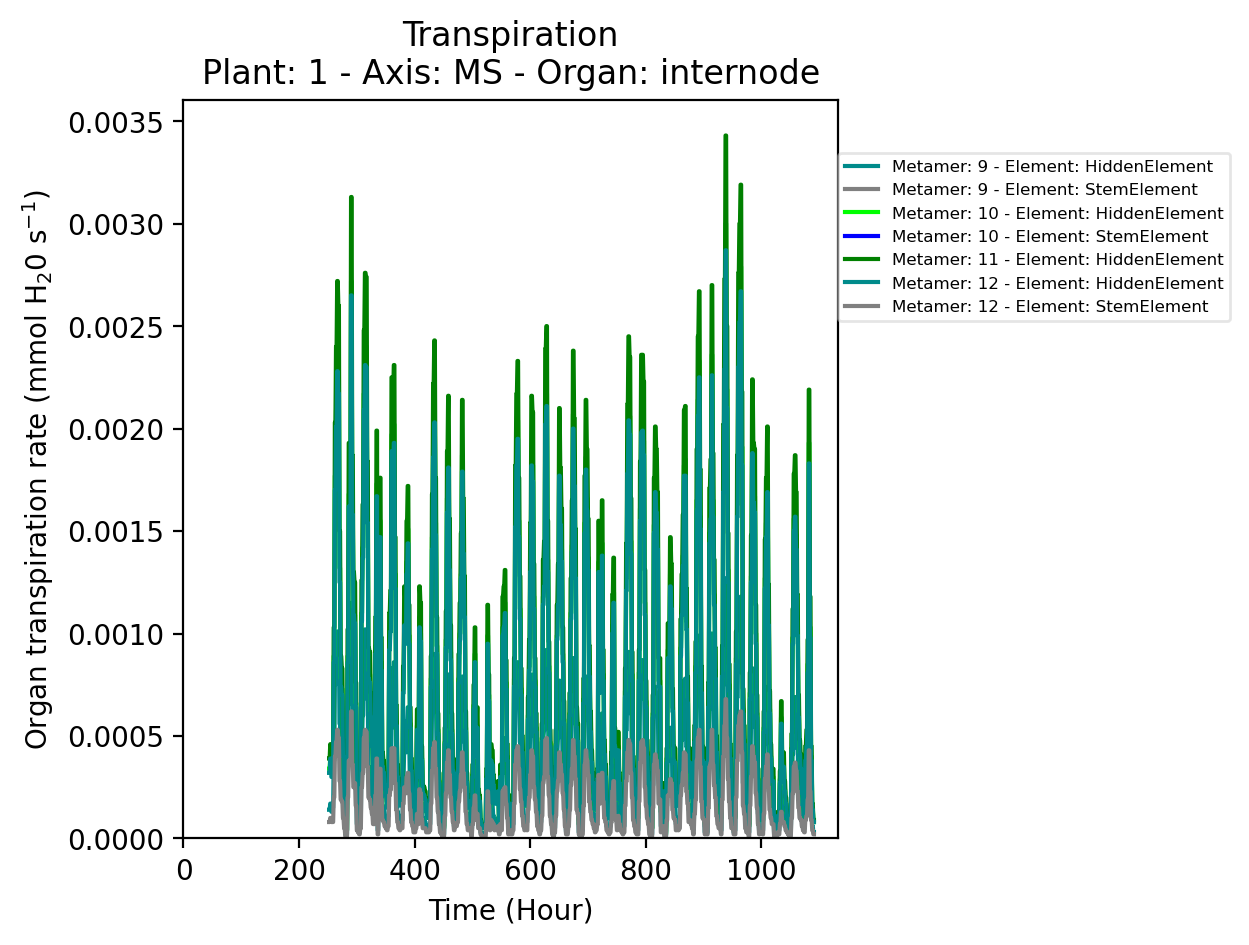 Transpiration
Plant: 1 - Axis: MS - Organ: internode
Organ transpiration rate (mmol H₂0 s⁻¹)
0.0035
0.0030
0.0025
0.0020
0.0015
0.0010
0.0005
0.0000
0 200 400 600 800 1000
Time (Hour)
Metamer: 9 - Element: HiddenElement
Metamer: 9 - Element: StemElement
Metamer: 10 - Element: HiddenElement
Metamer: 10 - Element: StemElement
Metamer: 11 - Element: HiddenElement
Metamer: 12 - Element: HiddenElement
Metamer: 12 - Element: StemElement